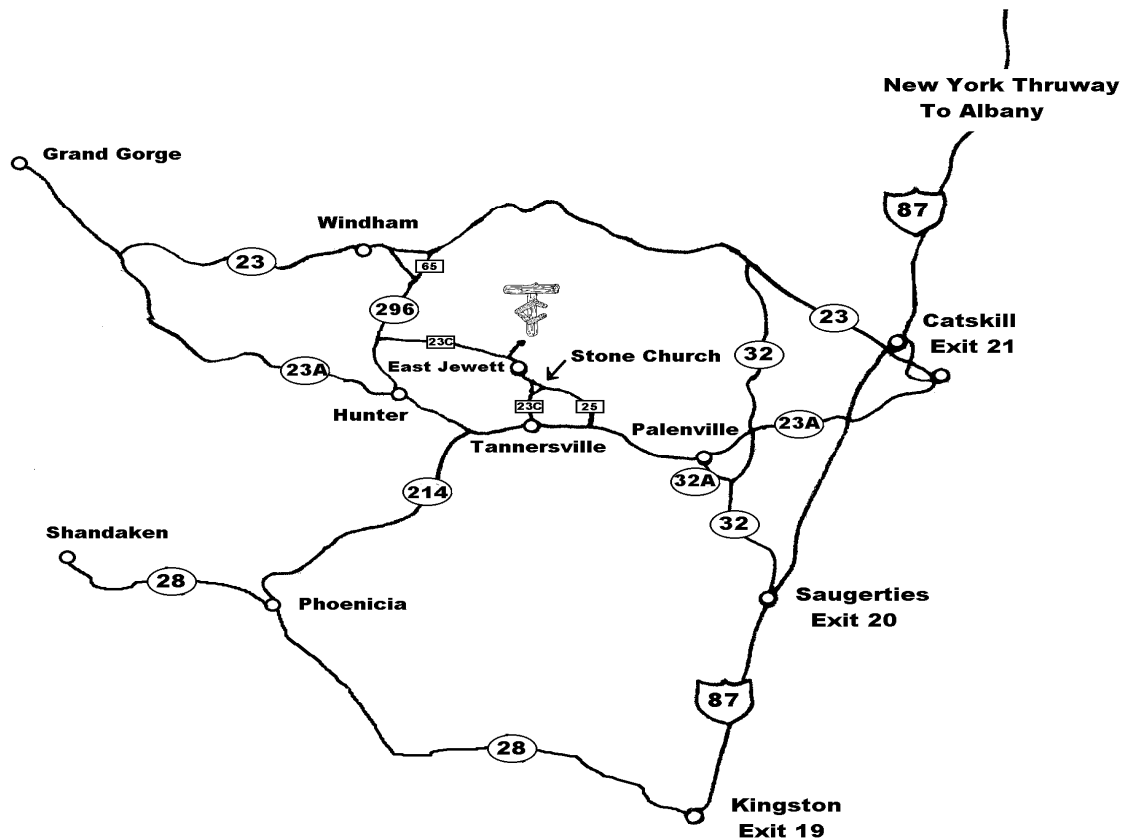 New York Thruway
To Albany
Grand Gorge
87
Windham
23
65
296
23
Catskill
Exit 21
23C
32
Stone Church
East Jewett
23A
Hunter
23C
25
23A
Tannersville
Palenville
32A
214
32
Shandaken
28
Phoenicia
Saugerties
Exit 20
87
28
Kingston
Exit 19